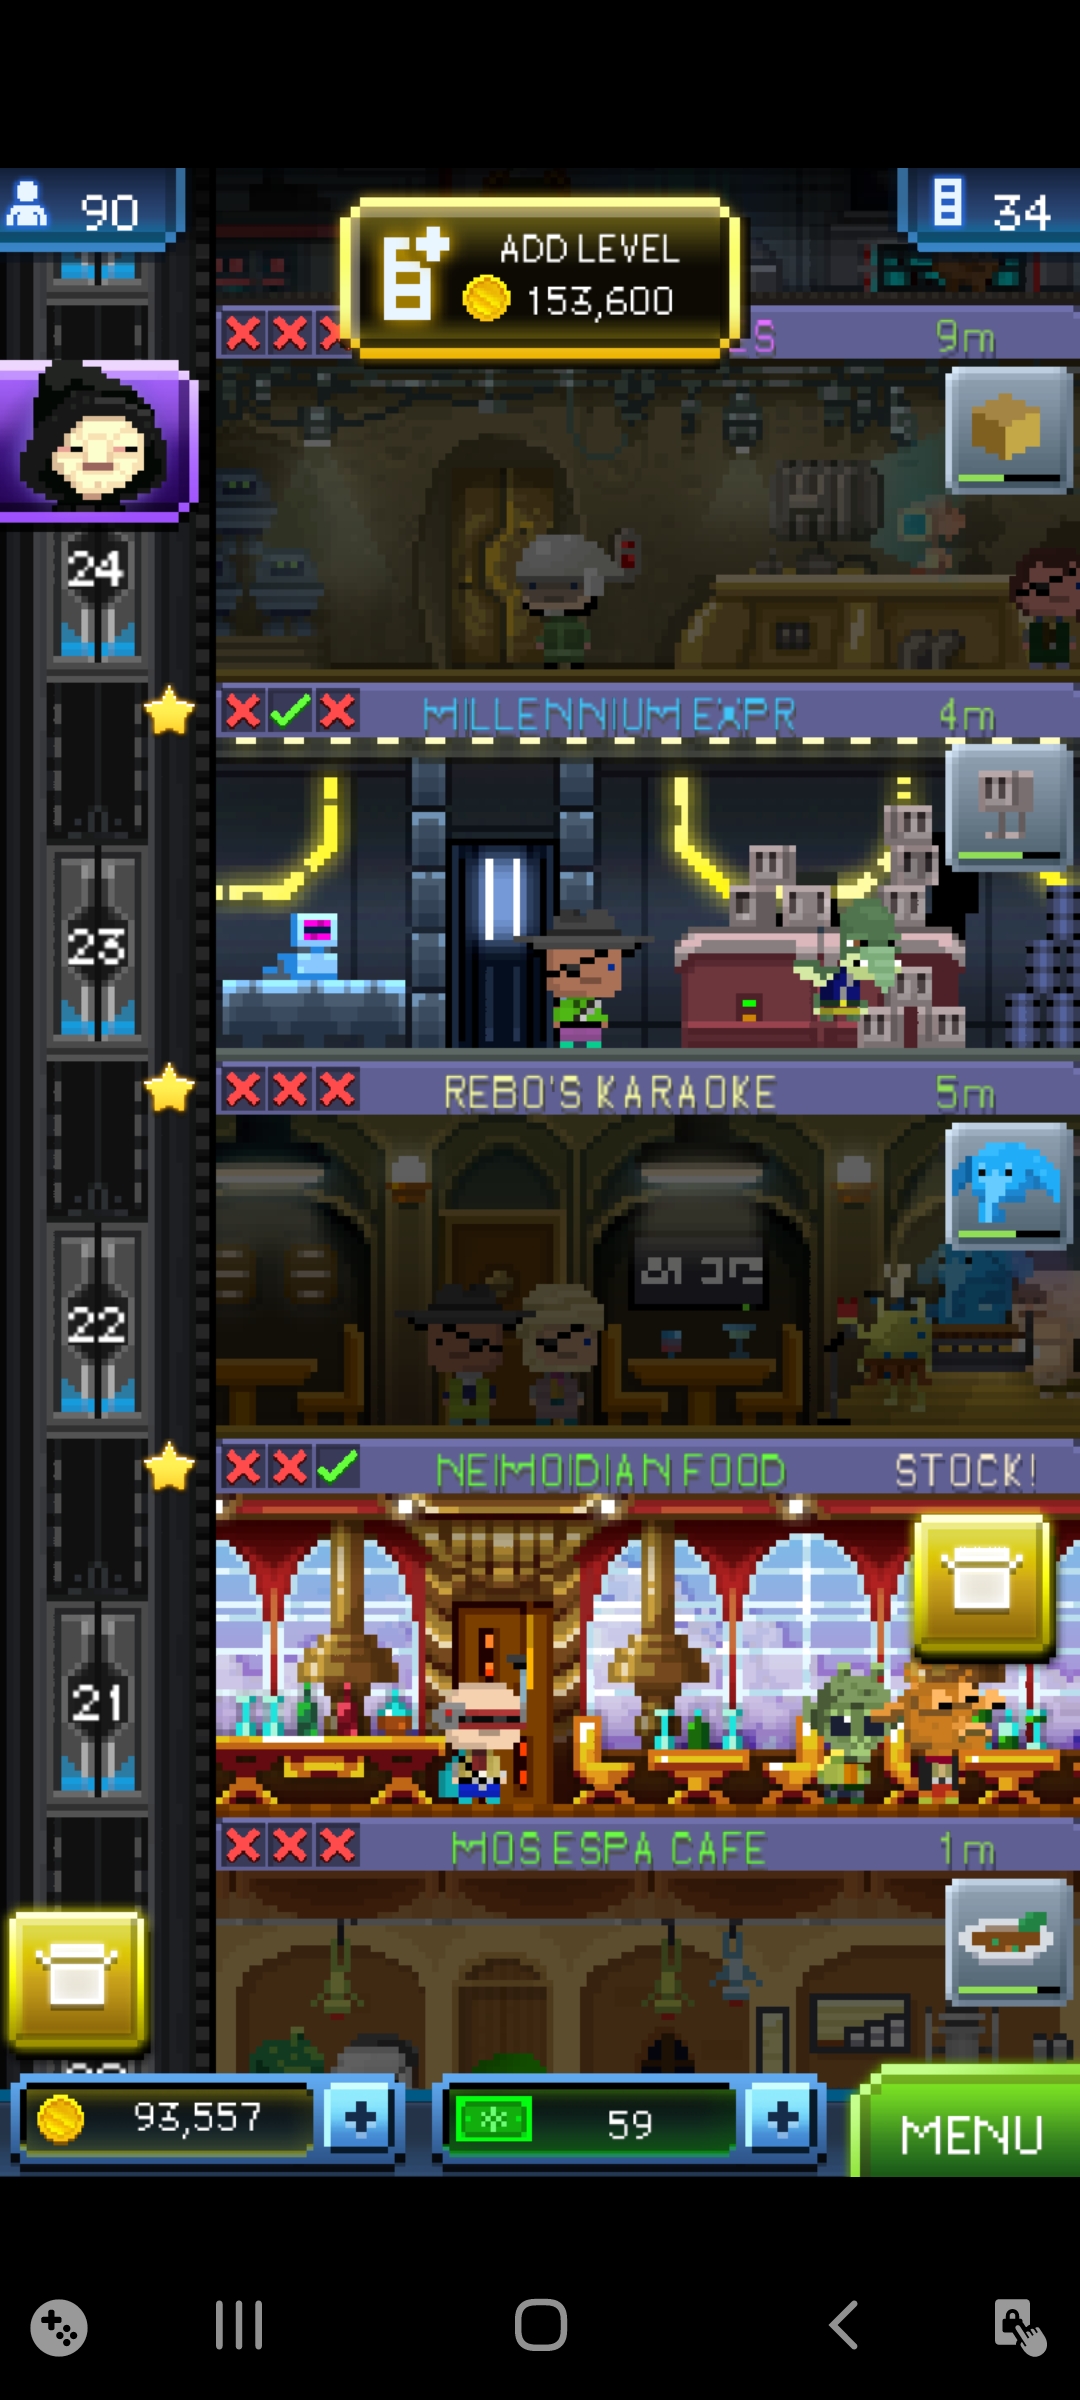 90
34
ADD LEVEL
153,600
9m
24
MILLENNIUM EXPR
4m
23
REBO'S KARAOKE
5m
22
NEIMOIDIAN FOOD
STOCK!
21
MOS ESPA CAFE
1m
93,557
59
MENU